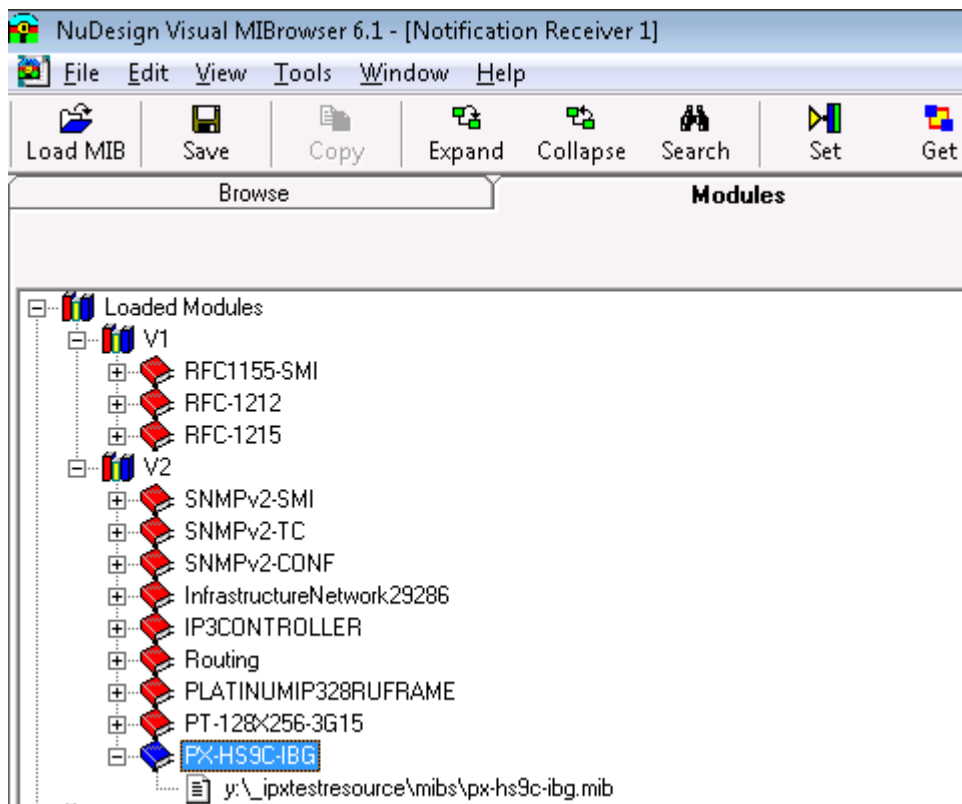 NuDesign Visual MIBrowser 6.1 - [Notification Receiver 1]
File Edit View Tools Window Help
Load MIB Save Copy Expand Collapse Search Set Get
Browse Modules
Loaded Modules
V1
RFC1155-SMI
RFC-1212
RFC-1215
V2
SNMPv2-SMI
SNMPv2-TC
SNMPv2-CONF
InfrastructureNetwork29286
IP3CONTROLLER
Routing
PLATINUMIP328RUFRAME
PT-128X256-3G15
PX-HS9C-IBG
y:\_ipxtestresource\mibs\px-hs9c-ibg.mib